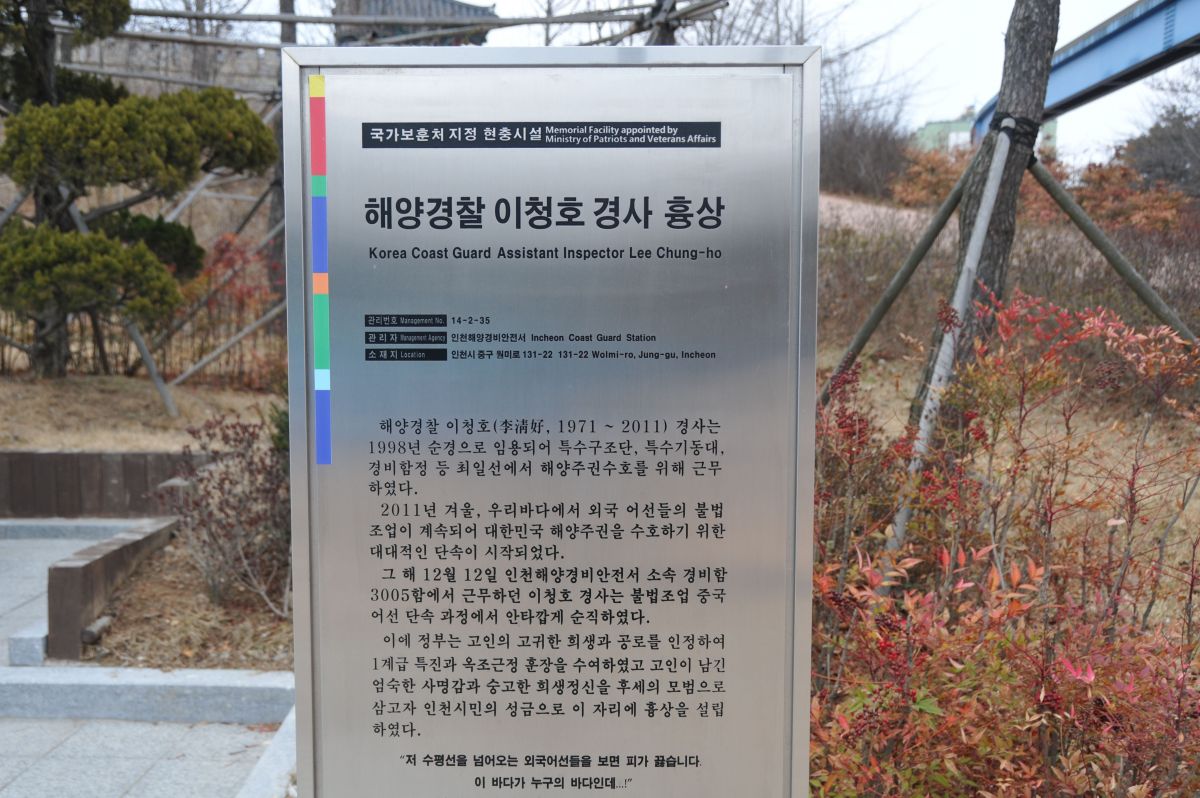 국가보훈처 지정 현충시설 Memorial Facility appointed by
Ministry of Patriots and Veterans Affairs
해양경찰 이청호 경사 흉상
Korea Coast Guard Assistant Inspector Lee Chung-ho
관리번호 Management No. 14-2-35
관 리 자 Management Agency 인천해양경비안전서 Incheon Coast Guard Station
소 재 지 Location 인천시 중구 월미로 131-22 131-22 Wolmi-ro, Jung-gu, Incheon
해양경찰 이청호(李淸好, 1971 ~ 2011) 경사는
1998년 순경으로 임용되어 특수구조단, 특수기동대,
경비함정 등 최일선에서 해양주권수호를 위해 근무
하였다.
2011년 겨울, 우리바다에서 외국 어선들의 불법
조업이 계속되어 대한민국 해양주권을 수호하기 위한
대대적인 단속이 시작되었다.
그 해 12월 12일 인천해양경비안전서 소속 경비함
3005함에서 근무하던 이청호 경사는 불법조업 중국
어선 단속 과정에서 안타깝게 순직하였다.
이에 정부는 고인의 고귀한 희생과 공로를 인정하여
1계급 특진과 옥조근정 훈장을 수여하였고 고인이 남긴
엄숙한 사명감과 숭고한 희생정신을 후세의 모범으로
삼고자 인천시민의 성금으로 이 자리에 흉상을 설립
하였다.
"저 수평선을 넘어오는 외국어선들을 보면 피가 끓습니다.
이 바다가 누구의 바다인데...!"